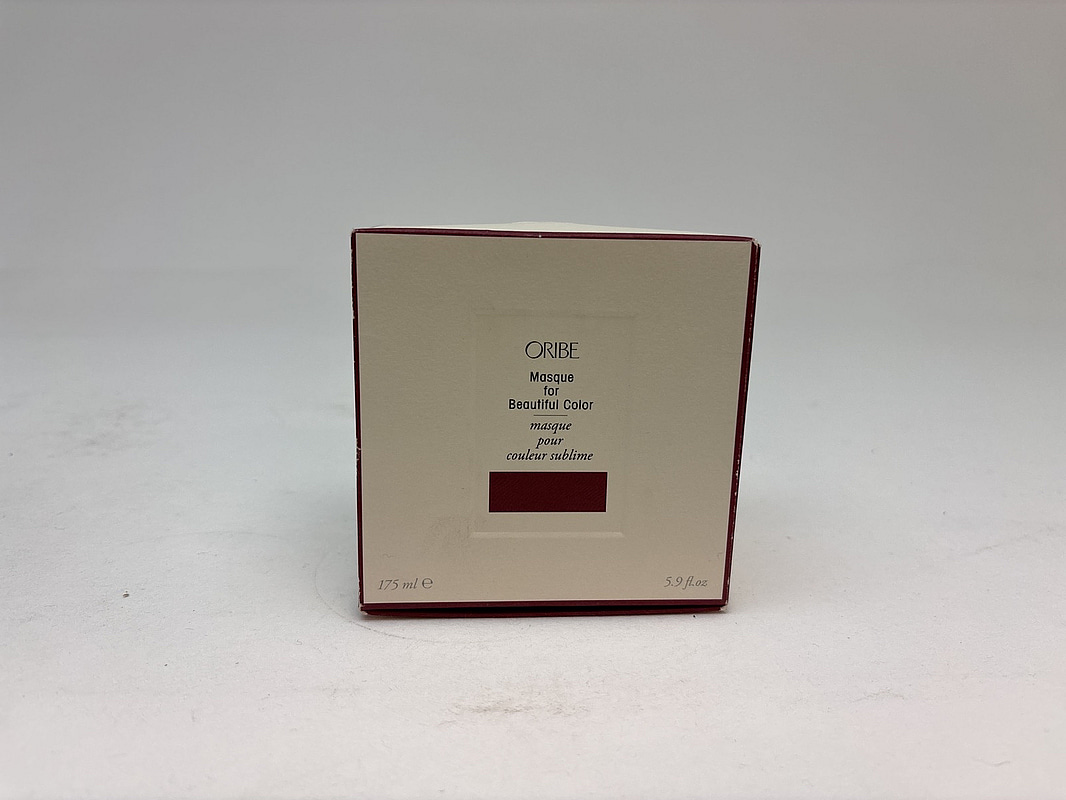 ORIBE
Masque
for
Beautiful Color
masque
pour
couleur sublime
175 ml ℮
5.9 fl.oz